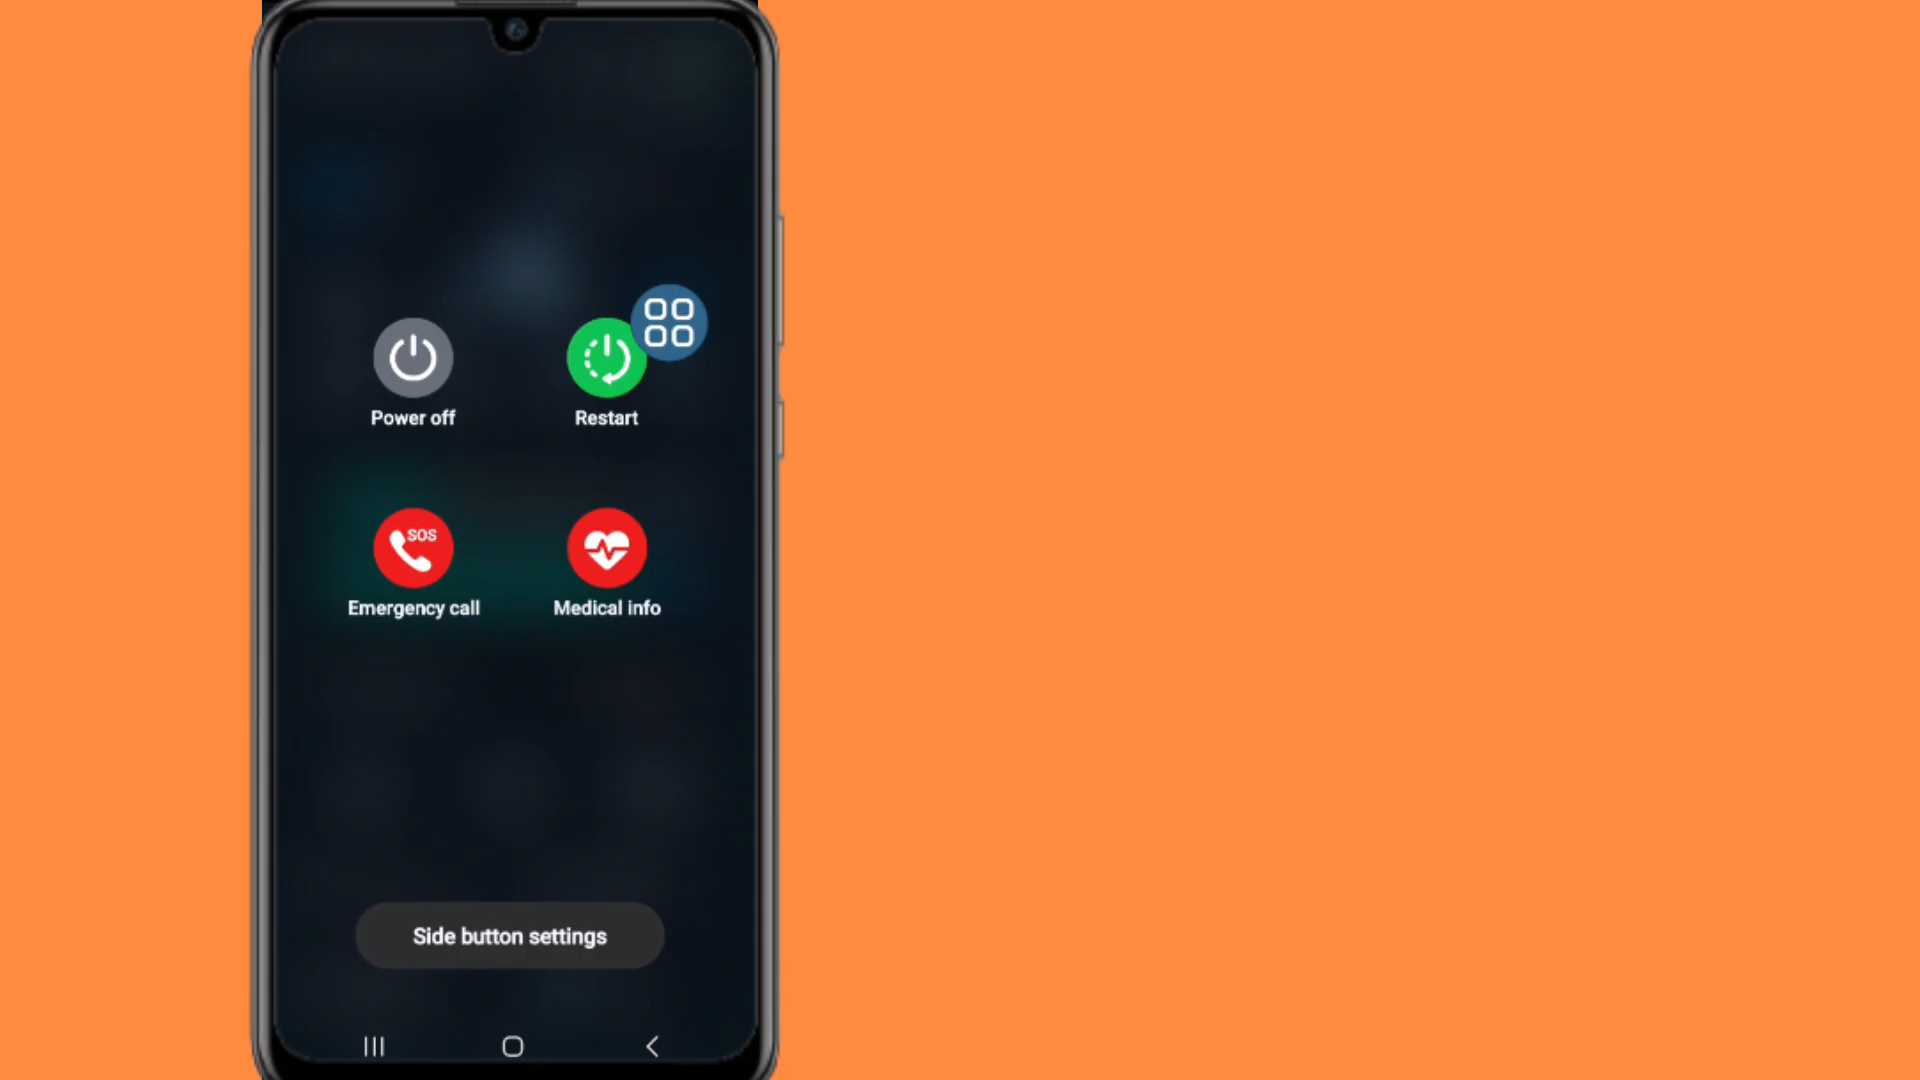 Power off
Restart
SOS
Emergency call
Medical info
Side button settings